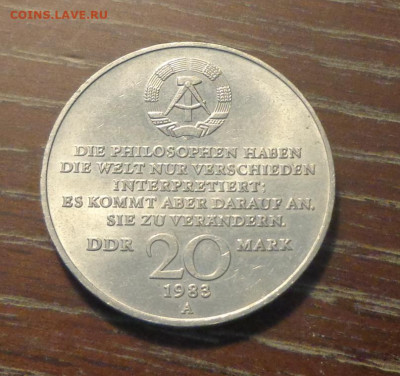 COINS.LAVE.RU
DIE PHILOSOPHEN HABEN
DIE WELT NUR VERSCHIEDEN
INTERPRETIERT;
ES KOMMT ABER DARAUF AN,
SIE ZU VERÄNDERN.
DDR 20 MARK
1983
A